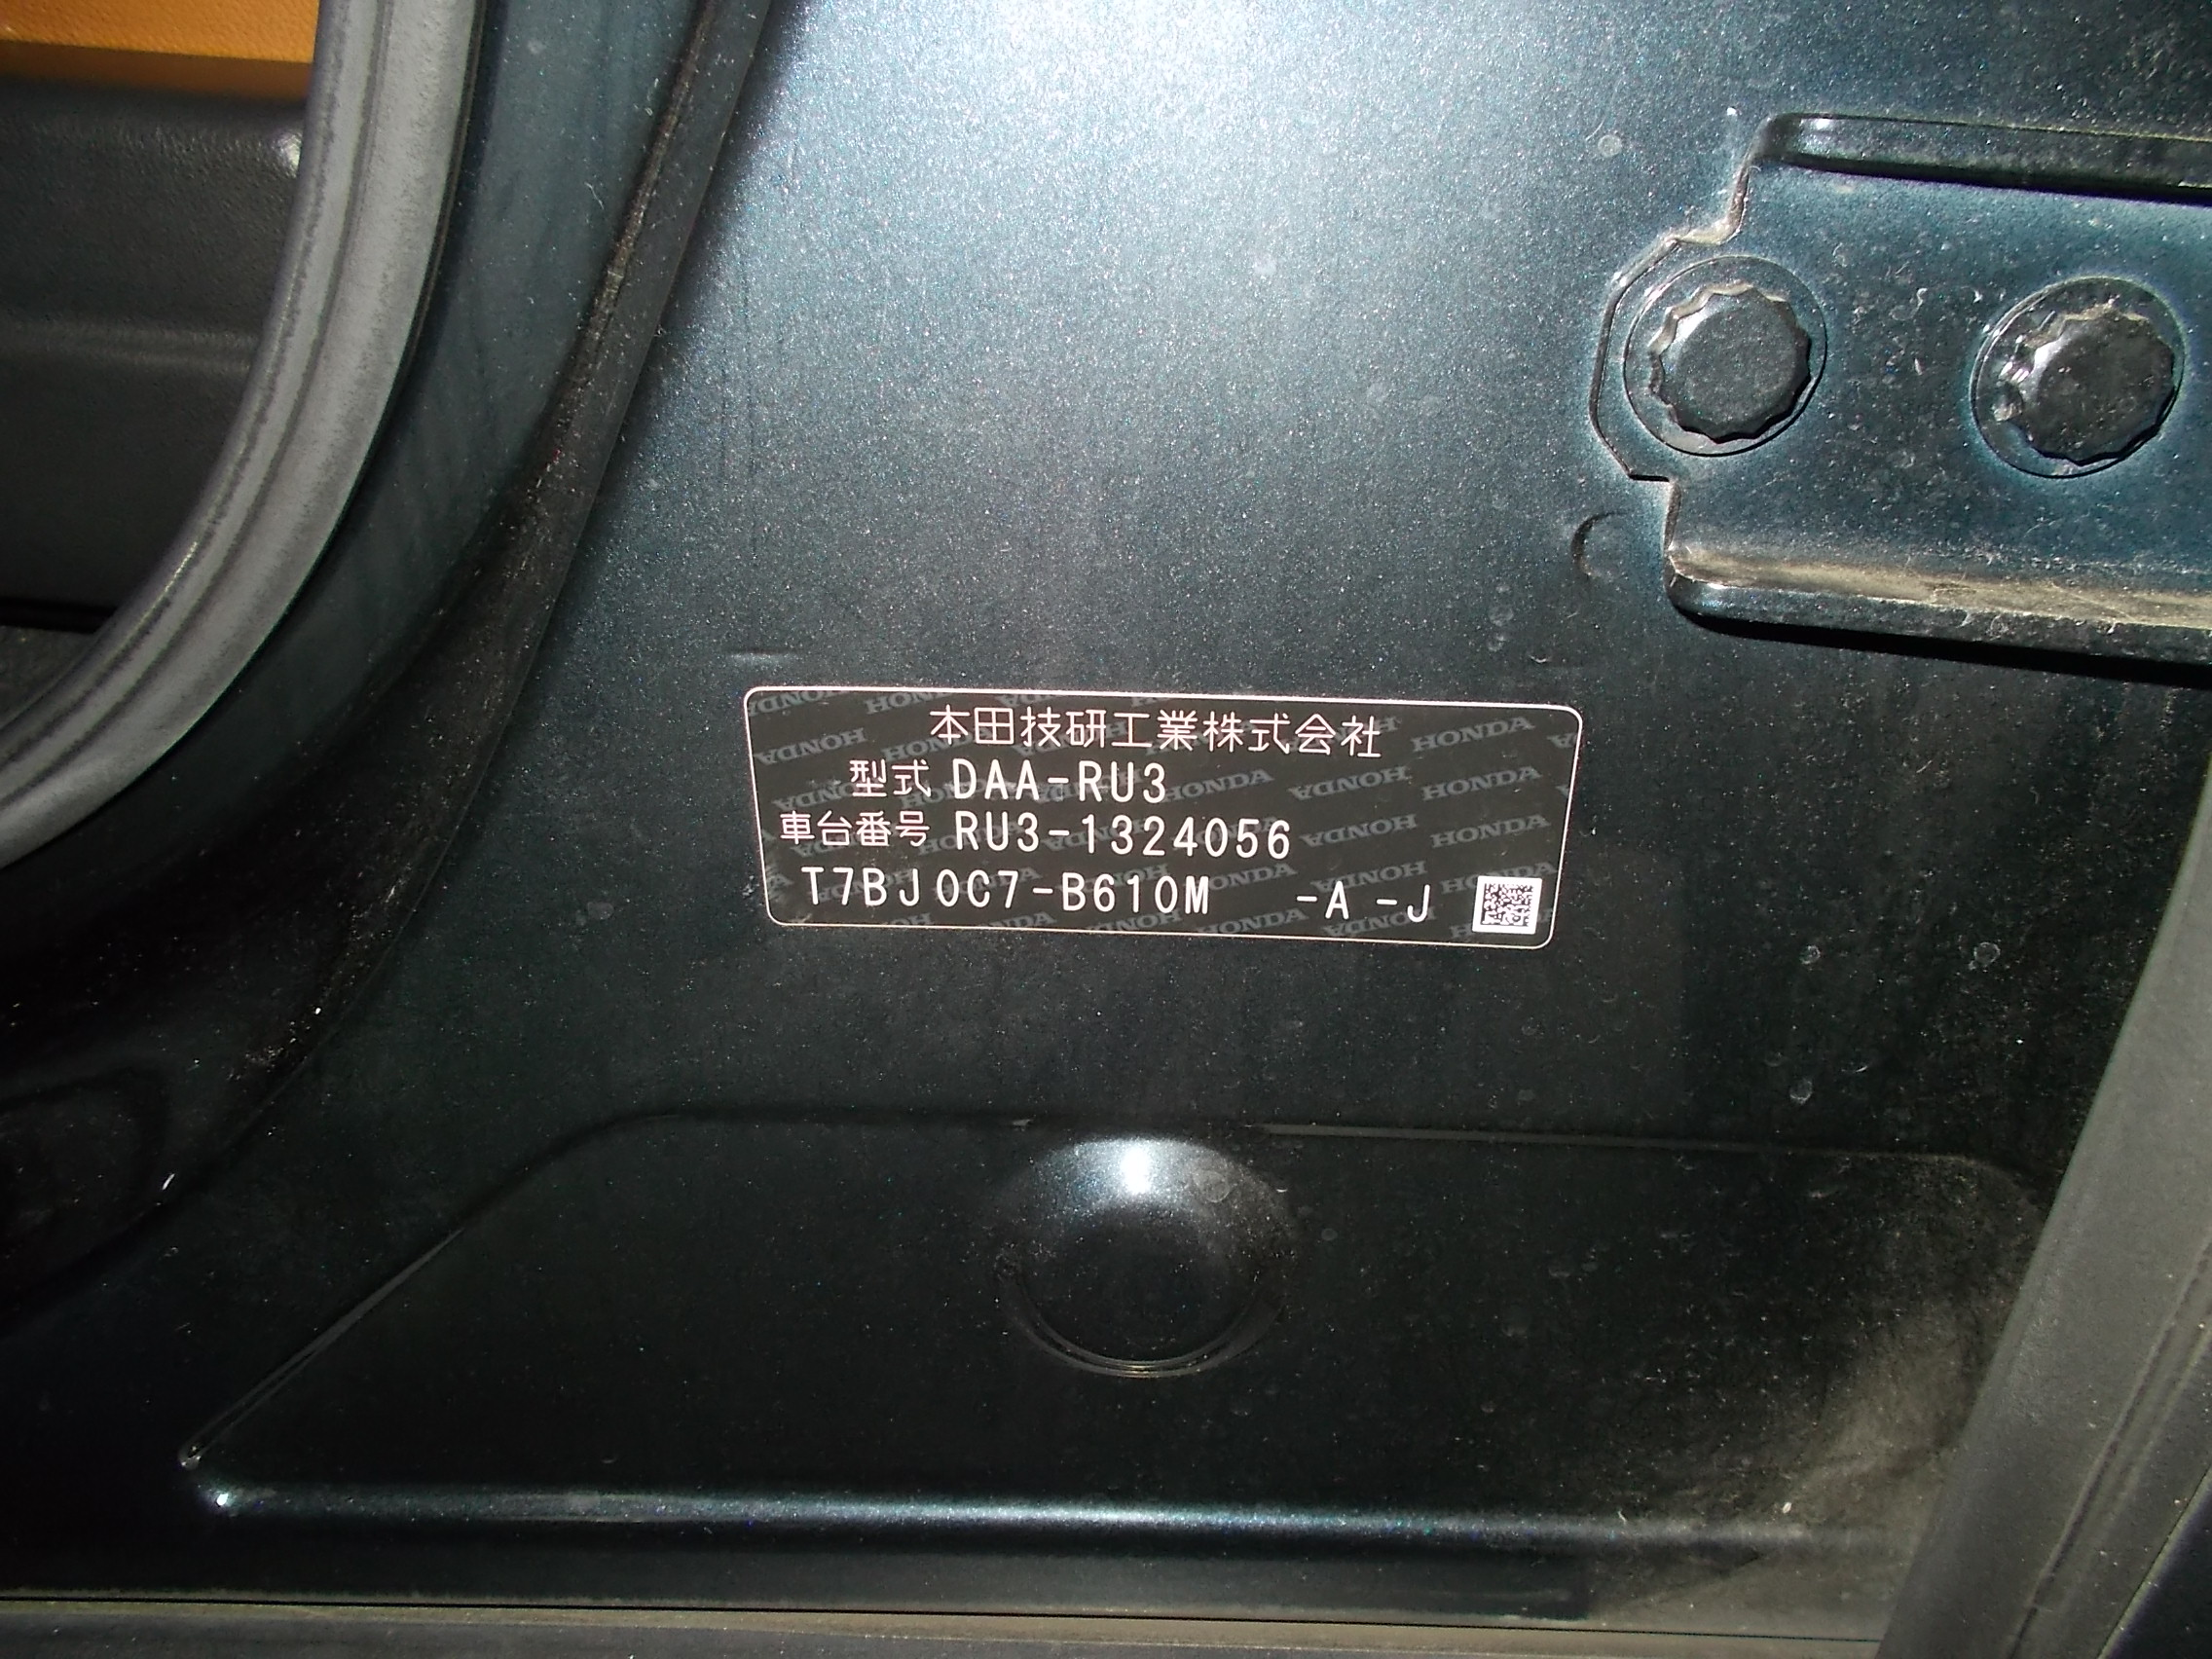 本田技研工業株式会社
型式 DAA-RU3
車台番号 RU3-1324056
T7BJ0C7-B610M -A -J